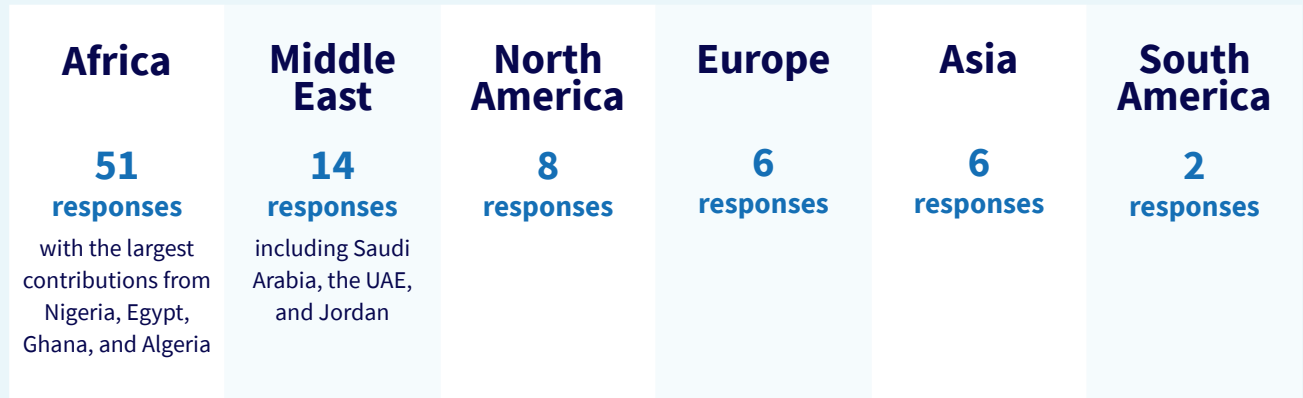 Africa
51
responses
with the largest
contributions from
Nigeria, Egypt,
Ghana, and Algeria
Middle
East
14
responses
including Saudi
Arabia, the UAE,
and Jordan
North
America
8
responses
Europe
6
responses
Asia
6
responses
South
America
2
responses